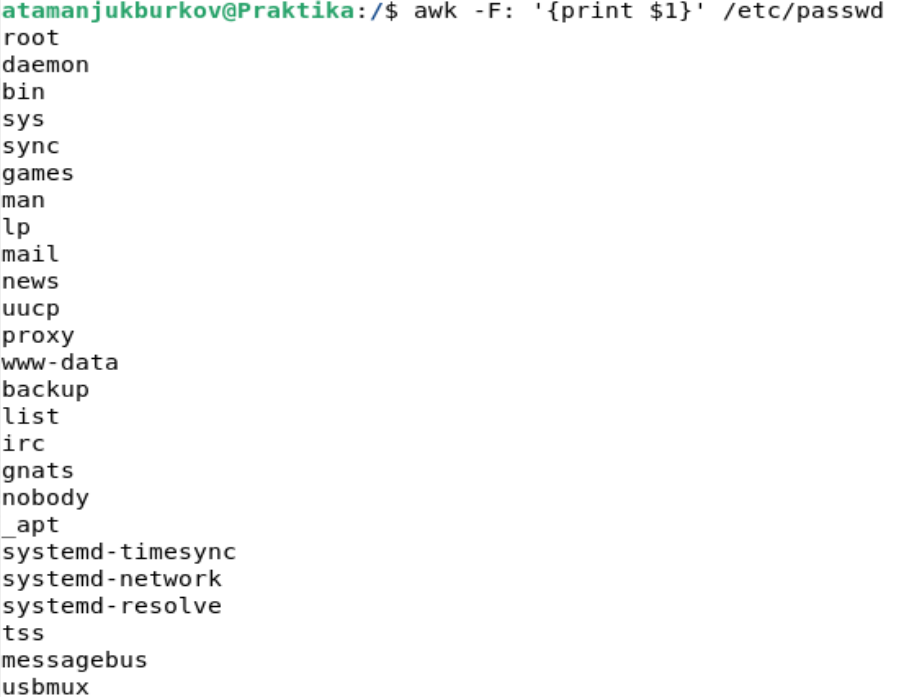 atamanjukburkov@Praktika:/$ awk -F: '{print $1}' /etc/passwd
root
daemon
bin
sys
sync
games
man
lp
mail
news
uucp
proxy
www-data
backup
list
irc
gnats
nobody
_apt
systemd-timesync
systemd-network
systemd-resolve
tss
messagebus
usbmux